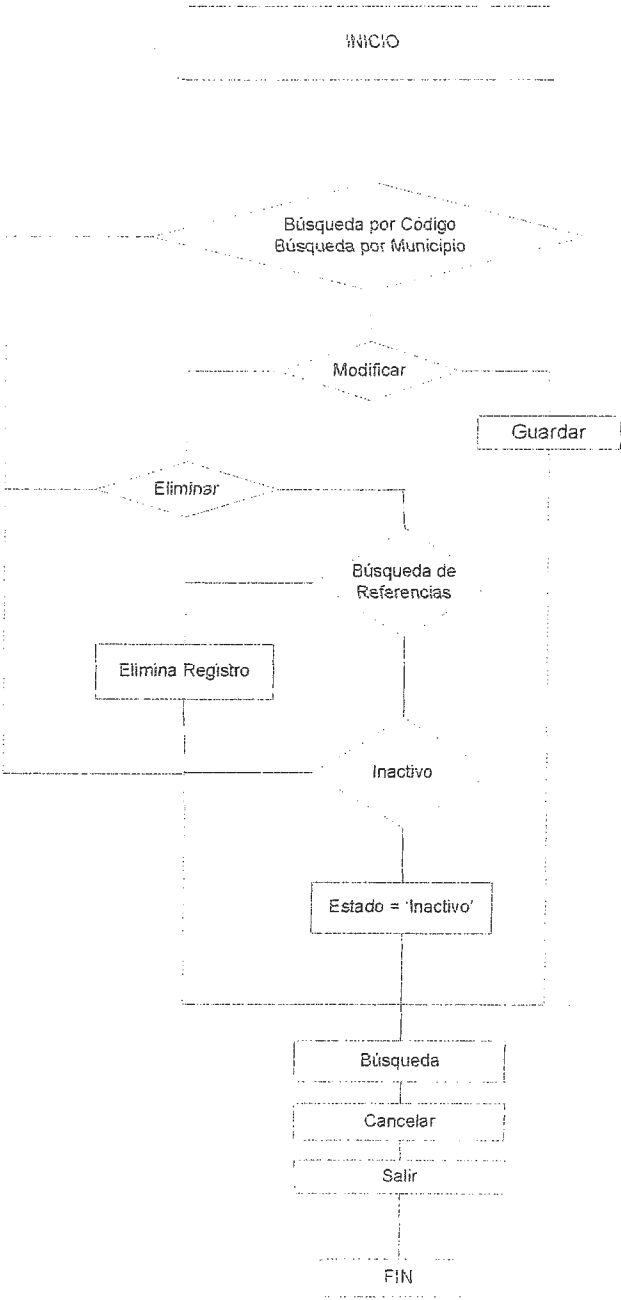 INICIO
Búsqueda por Código
Búsqueda por Municipio
Modificar
Guardar
Eliminar
Búsqueda de
Referencias
Elimina Registro
Inactivo
Estado = 'Inactivo'
Búsqueda
Cancelar
Salir
FIN